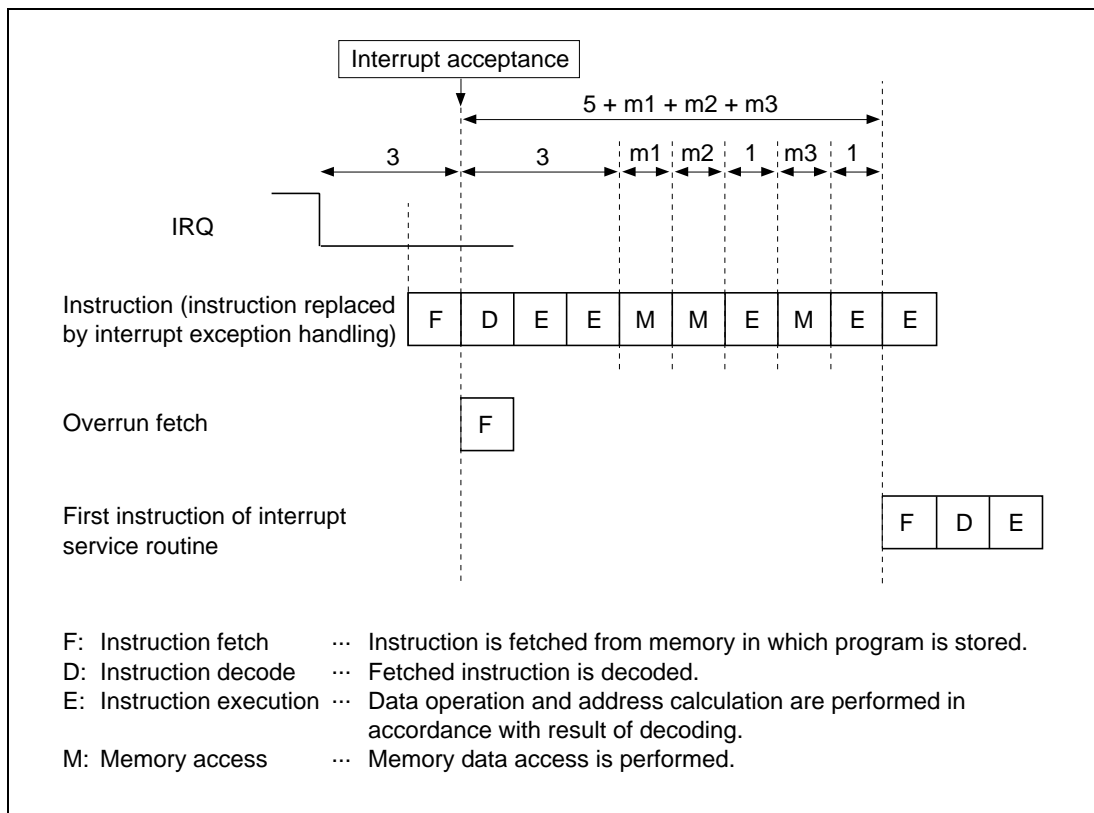 Interrupt acceptance
5 + m1 + m2 + m3
3 3 m1 m2 1 m3 1
IRQ
Instruction (instruction replaced
by interrupt exception handling)
F D E E M M E M E E
Overrun fetch
F
First instruction of interrupt
service routine
F D E
F: Instruction fetch ··· Instruction is fetched from memory in which program is stored.
D: Instruction decode ··· Fetched instruction is decoded.
E: Instruction execution ··· Data operation and address calculation are performed in
accordance with result of decoding.
M: Memory access ··· Memory data access is performed.